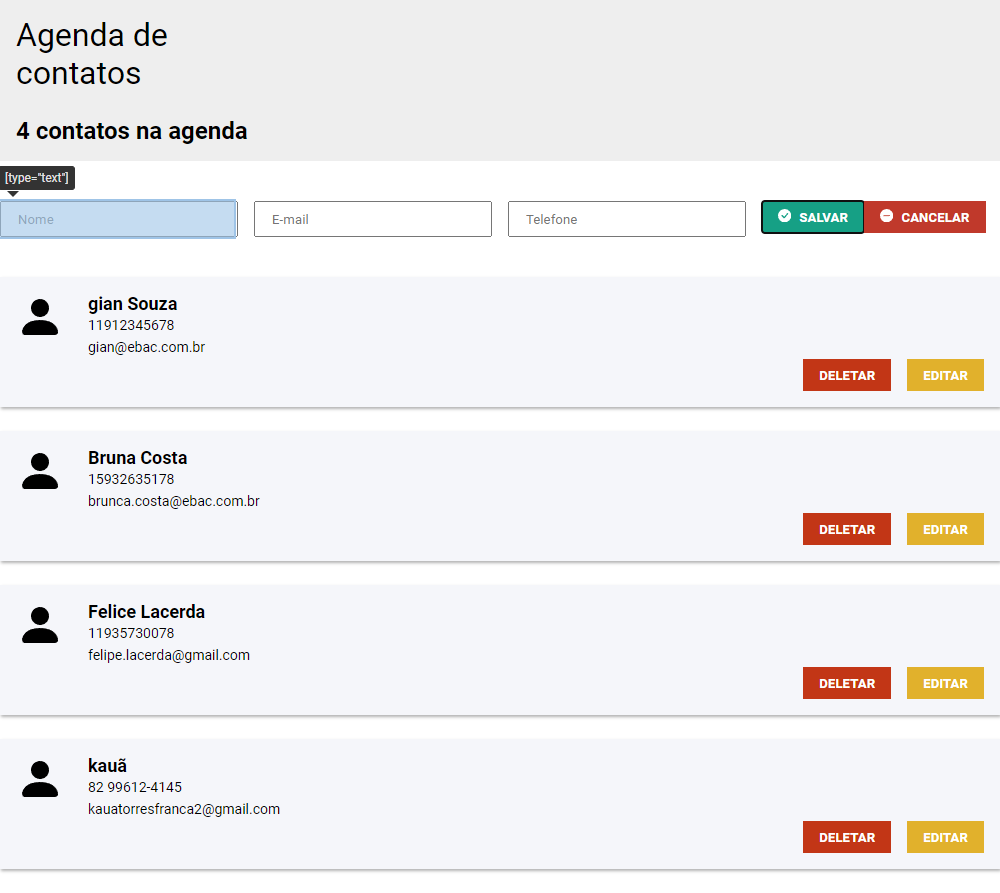 Agenda de
contatos
4 contatos na agenda
[type="text"]
Nome
E-mail
Telefone
SALVAR
CANCELAR
gian Souza
11912345678
gian@ebac.com.br
DELETAR
EDITAR
Bruna Costa
15932635178
brunca.costa@ebac.com.br
DELETAR
EDITAR
Felice Lacerda
11935730078
felipe.lacerda@gmail.com
DELETAR
EDITAR
kauã
82 99612-4145
kauatorresfranca2@gmail.com
DELETAR
EDITAR